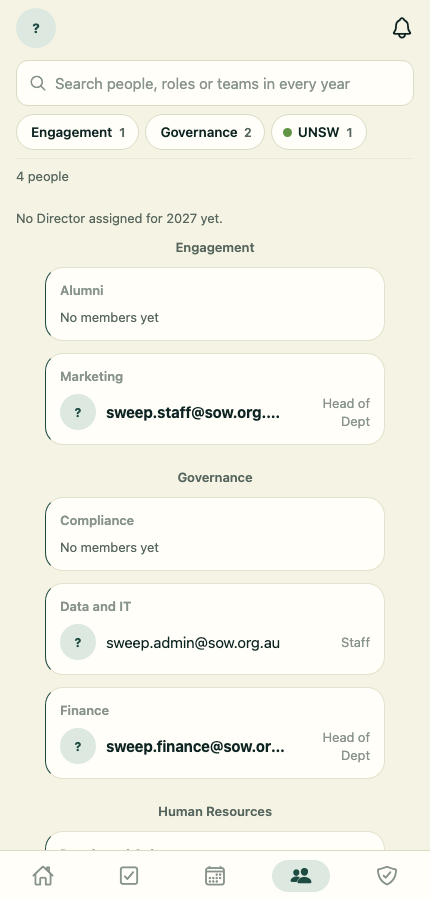 ?
Search people, roles or teams in every year
Engagement 1
Governance 2
UNSW 1
4 people
No Director assigned for 2027 yet.
Engagement
Alumni
No members yet
Marketing
?
sweep.staff@sow.org....
Head of
Dept
Governance
Compliance
No members yet
Data and IT
?
sweep.admin@sow.org.au
Staff
Finance
?
sweep.finance@sow.or...
Head of
Dept
Human Resources